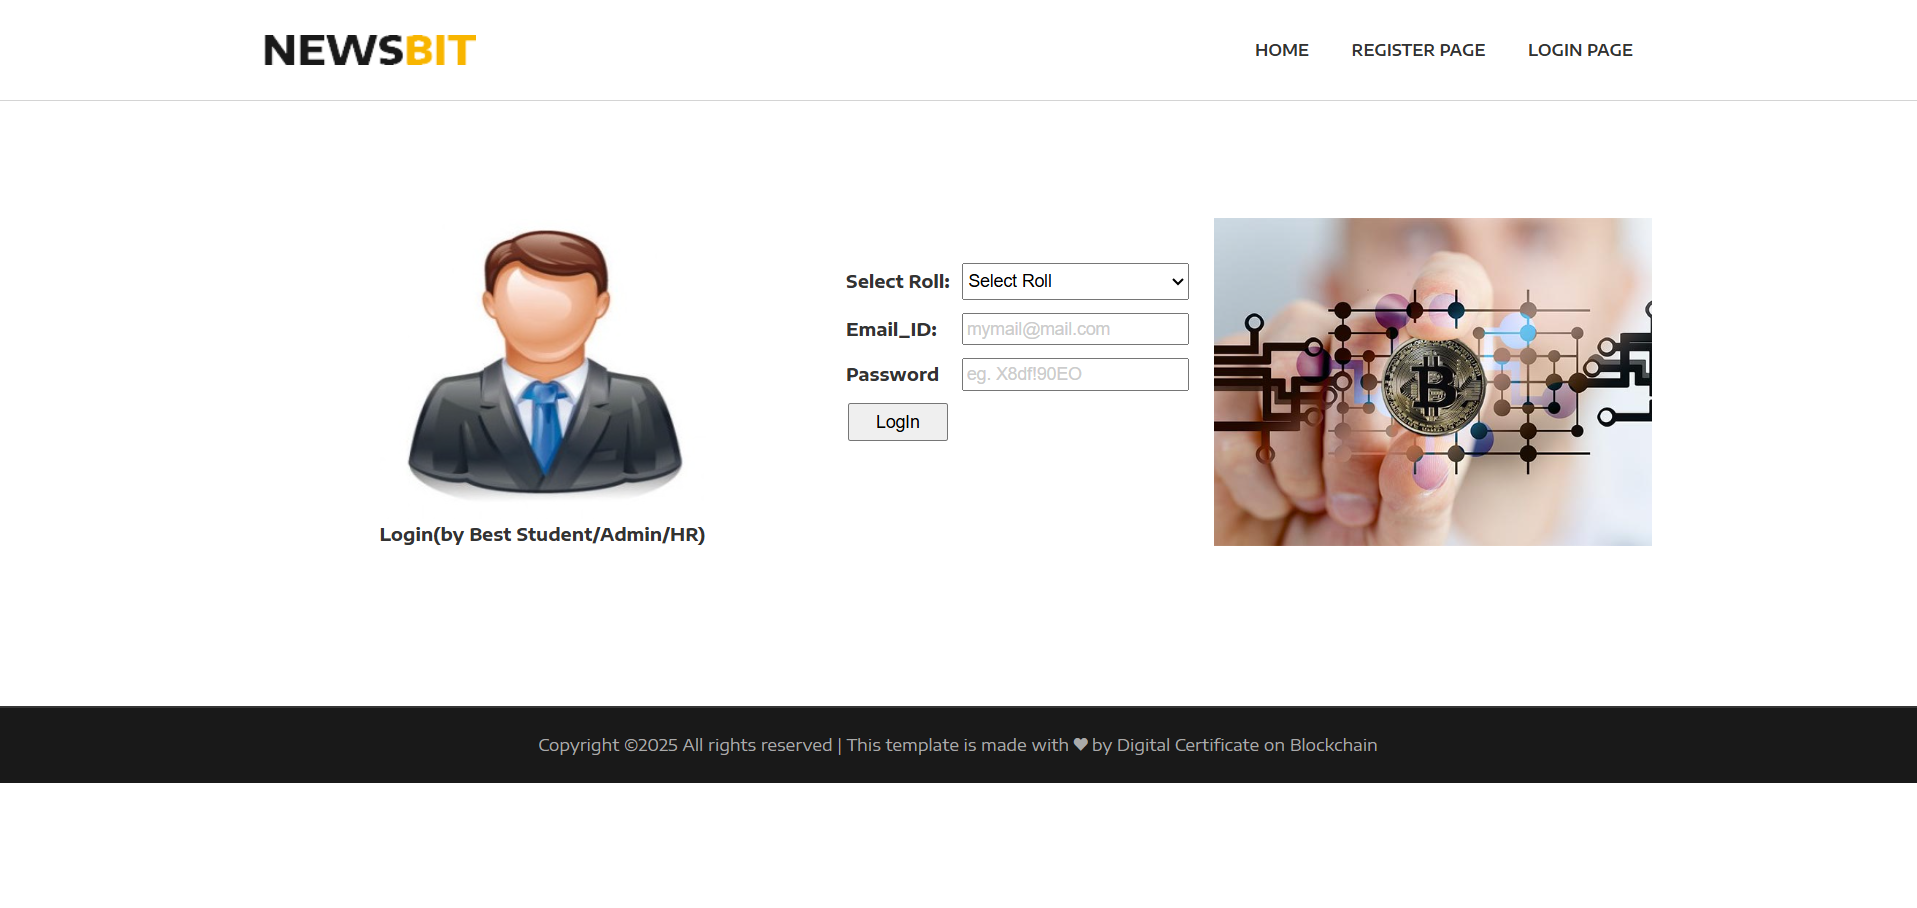 NEWSBIT
HOME REGISTER PAGE LOGIN PAGE
Select Roll: Select Roll
Email_ID: mymail@mail.com
Password eg. X8df!90EO
LogIn
Login(by Best Student/Admin/HR)
Copyright ©2025 All rights reserved | This template is made with ♥ by Digital Certificate on Blockchain